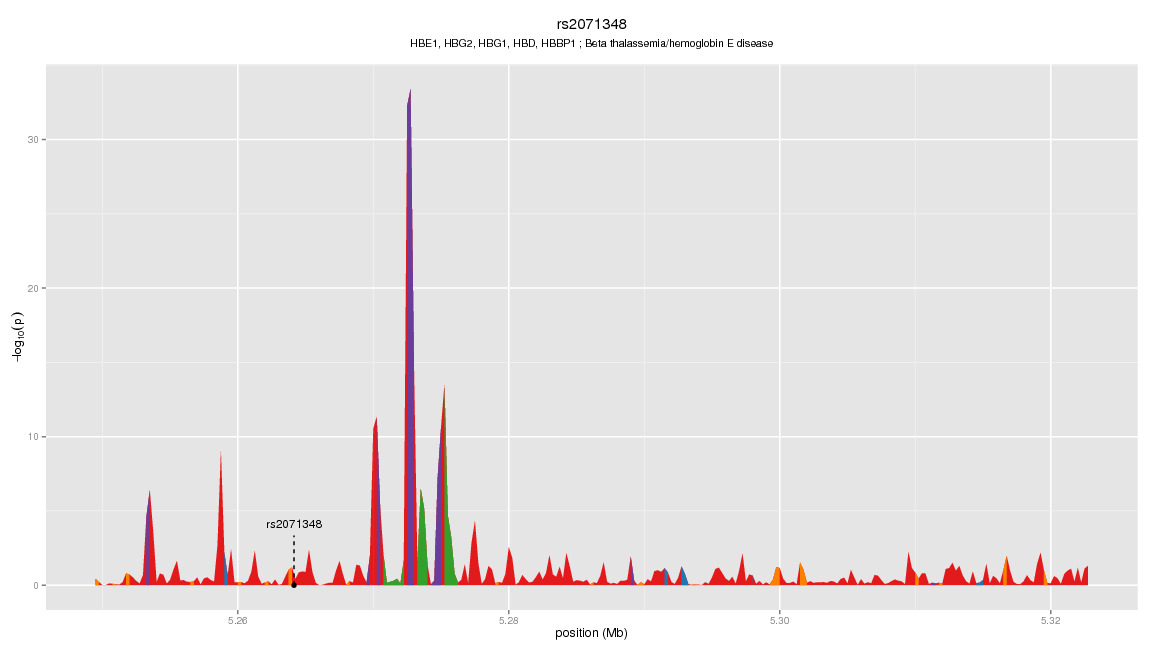 rs2071348
HBE1, HBG2, HBG1, HBD, HBBP1 ; Beta thalassemia/hemoglobin E disease
30
20
10
0
-log10(p)
rs2071348
5.26
5.28
5.30
5.32
position (Mb)